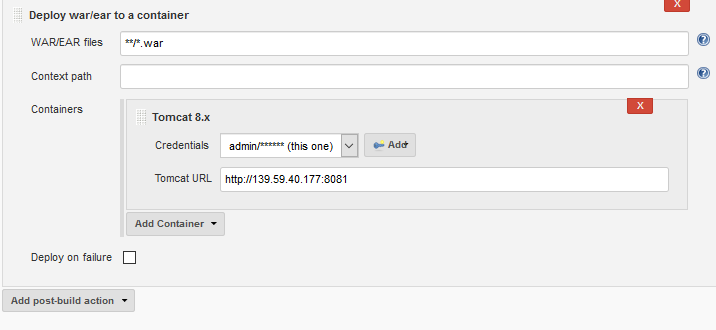 X
Deploy war/ear to a container
WAR/EAR files **/*.war
Context path
Containers
X
Tomcat 8.x
Credentials admin/****** (this one) Add
Tomcat URL http://139.59.40.177:8081
Add Container
Deploy on failure
Add post-build action